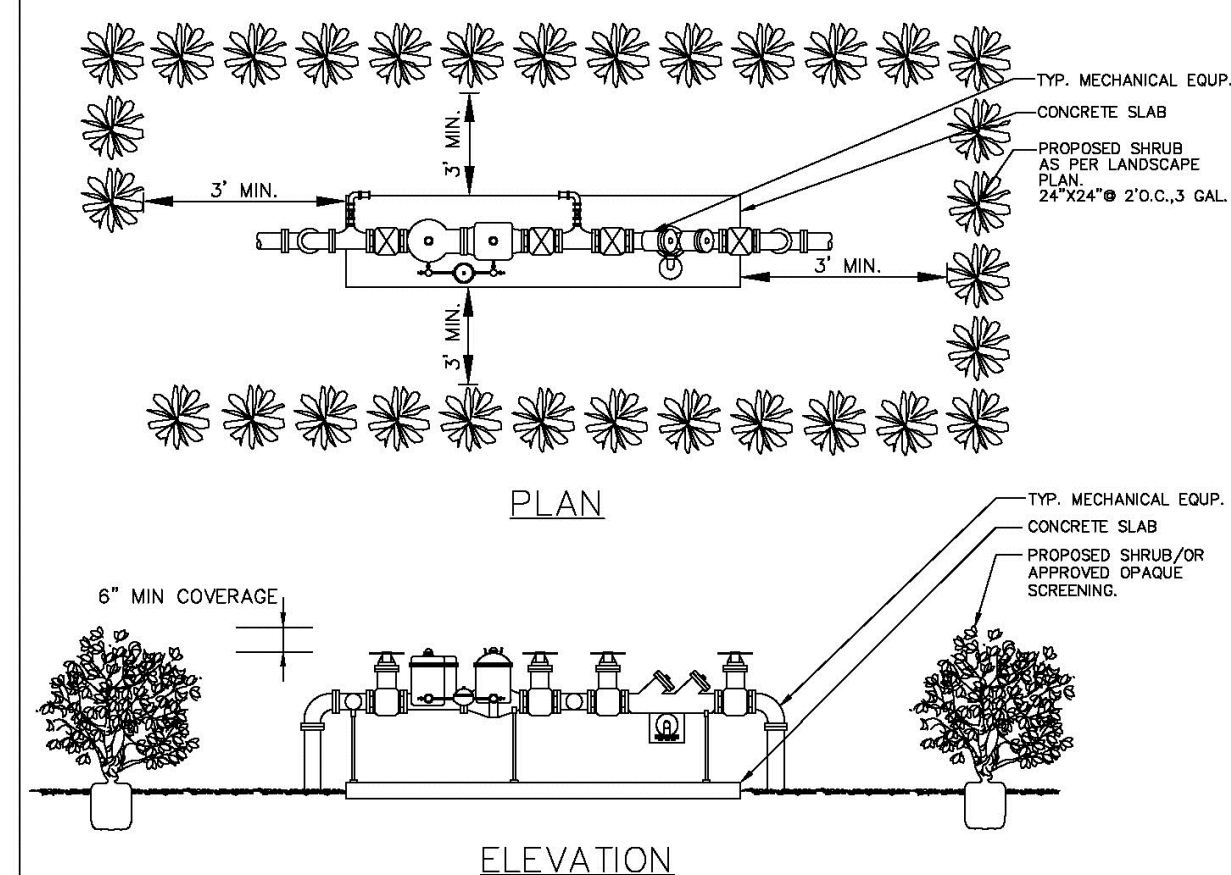 TYP. MECHANICAL EQUP.
CONCRETE SLAB
PROPOSED SHRUB
AS PER LANDSCAPE
PLAN.
24"X24"@ 2'O.C.,3 GAL.
3' MIN.
3' MIN.
3' MIN.
3' MIN.
PLAN
TYP. MECHANICAL EQUP.
CONCRETE SLAB
PROPOSED SHRUB/OR
APPROVED OPAQUE
SCREENING.
6" MIN COVERAGE
ELEVATION